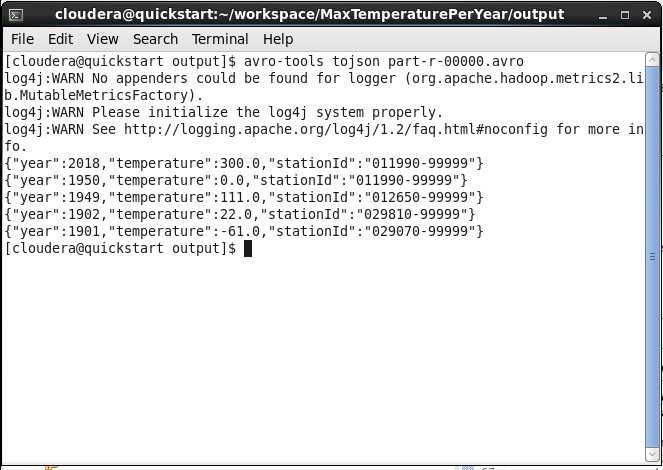 cloudera@quickstart:~/workspace/MaxTemperaturePerYear/output
File Edit View Search Terminal Help
[cloudera@quickstart output]$ avro-tools tojson part-r-00000.avro
log4j:WARN No appenders could be found for logger (org.apache.hadoop.metrics2.li
b.MutableMetricsFactory).
log4j:WARN Please initialize the log4j system properly.
log4j:WARN See http://logging.apache.org/log4j/1.2/faq.html#noconfig for more in
fo.
{"year":2018,"temperature":300.0,"stationId":"011990-99999"}
{"year":1950,"temperature":0.0,"stationId":"011990-99999"}
{"year":1949,"temperature":111.0,"stationId":"012650-99999"}
{"year":1902,"temperature":22.0,"stationId":"029810-99999"}
{"year":1901,"temperature":-61.0,"stationId":"029070-99999"}
[cloudera@quickstart output]$